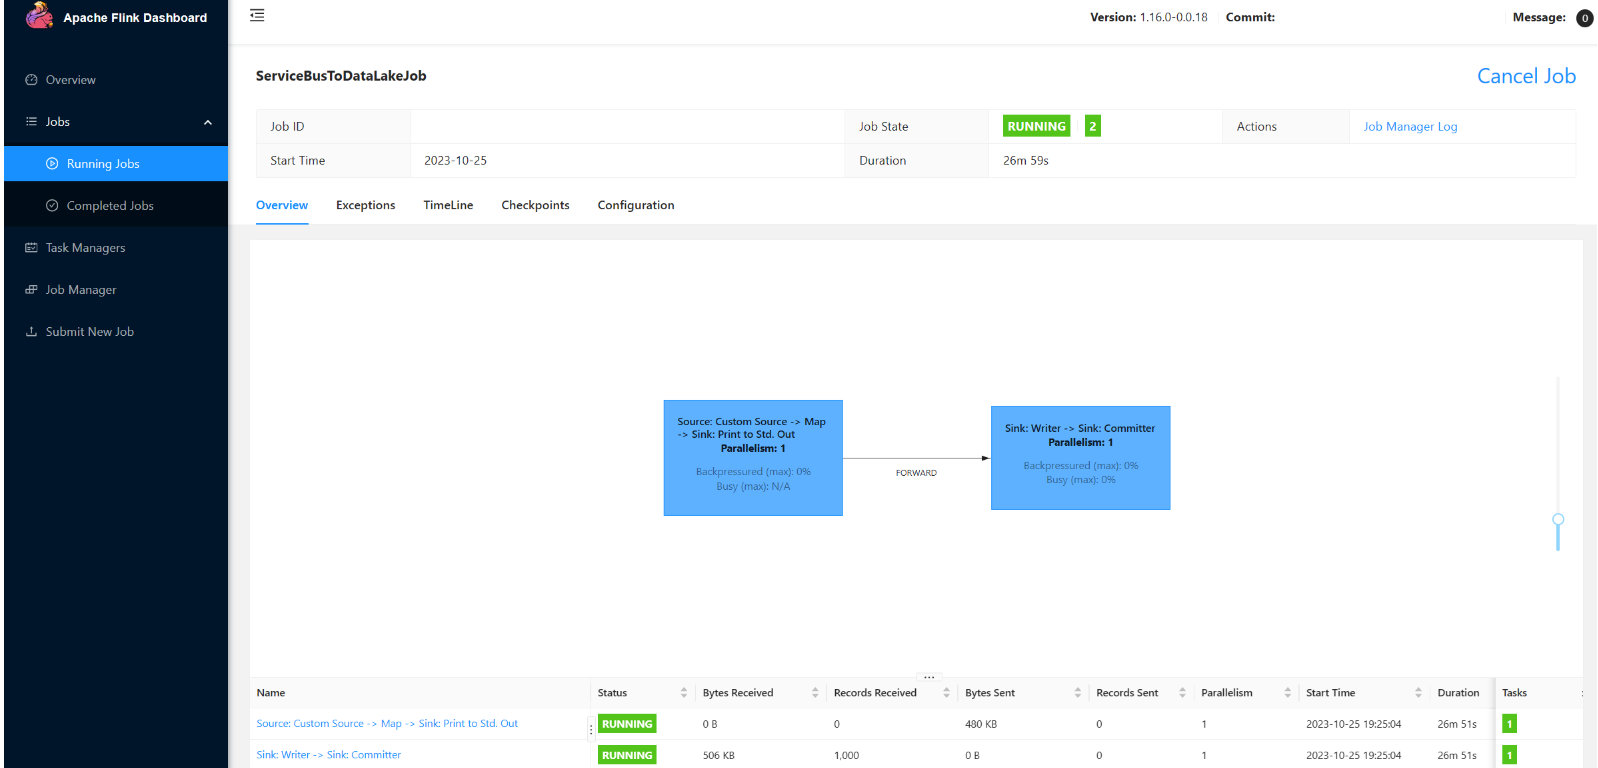 Apache Flink Dashboard
Version: 1.16.0-0.0.18 Commit: Message: 0
Overview
Jobs
Running Jobs
Completed Jobs
Task Managers
Job Manager
Submit New Job
ServiceBusToDataLakeJob
Cancel Job
Job ID Job State RUNNING 2 Actions Job Manager Log
Start Time 2023-10-25 Duration 26m 59s
Overview Exceptions TimeLine Checkpoints Configuration
Source: Custom Source -> Map
-> Sink: Print to Std. Out
Parallelism: 1
Backpressured (max): 0%
Busy (max): N/A
FORWARD
Sink: Writer -> Sink: Committer
Parallelism: 1
Backpressured (max): 0%
Busy (max): 0%
Name Status Bytes Received Records Received Bytes Sent Records Sent Parallelism Start Time Duration Tasks
Source: Custom Source -> Map -> Sink: Print to Std. Out RUNNING 0 B 0 480 KB 0 1 2023-10-25 19:25:04 26m 51s 1
Sink: Writer -> Sink: Committer RUNNING 506 KB 1,000 0 B 0 1 2023-10-25 19:25:04 26m 51s 1